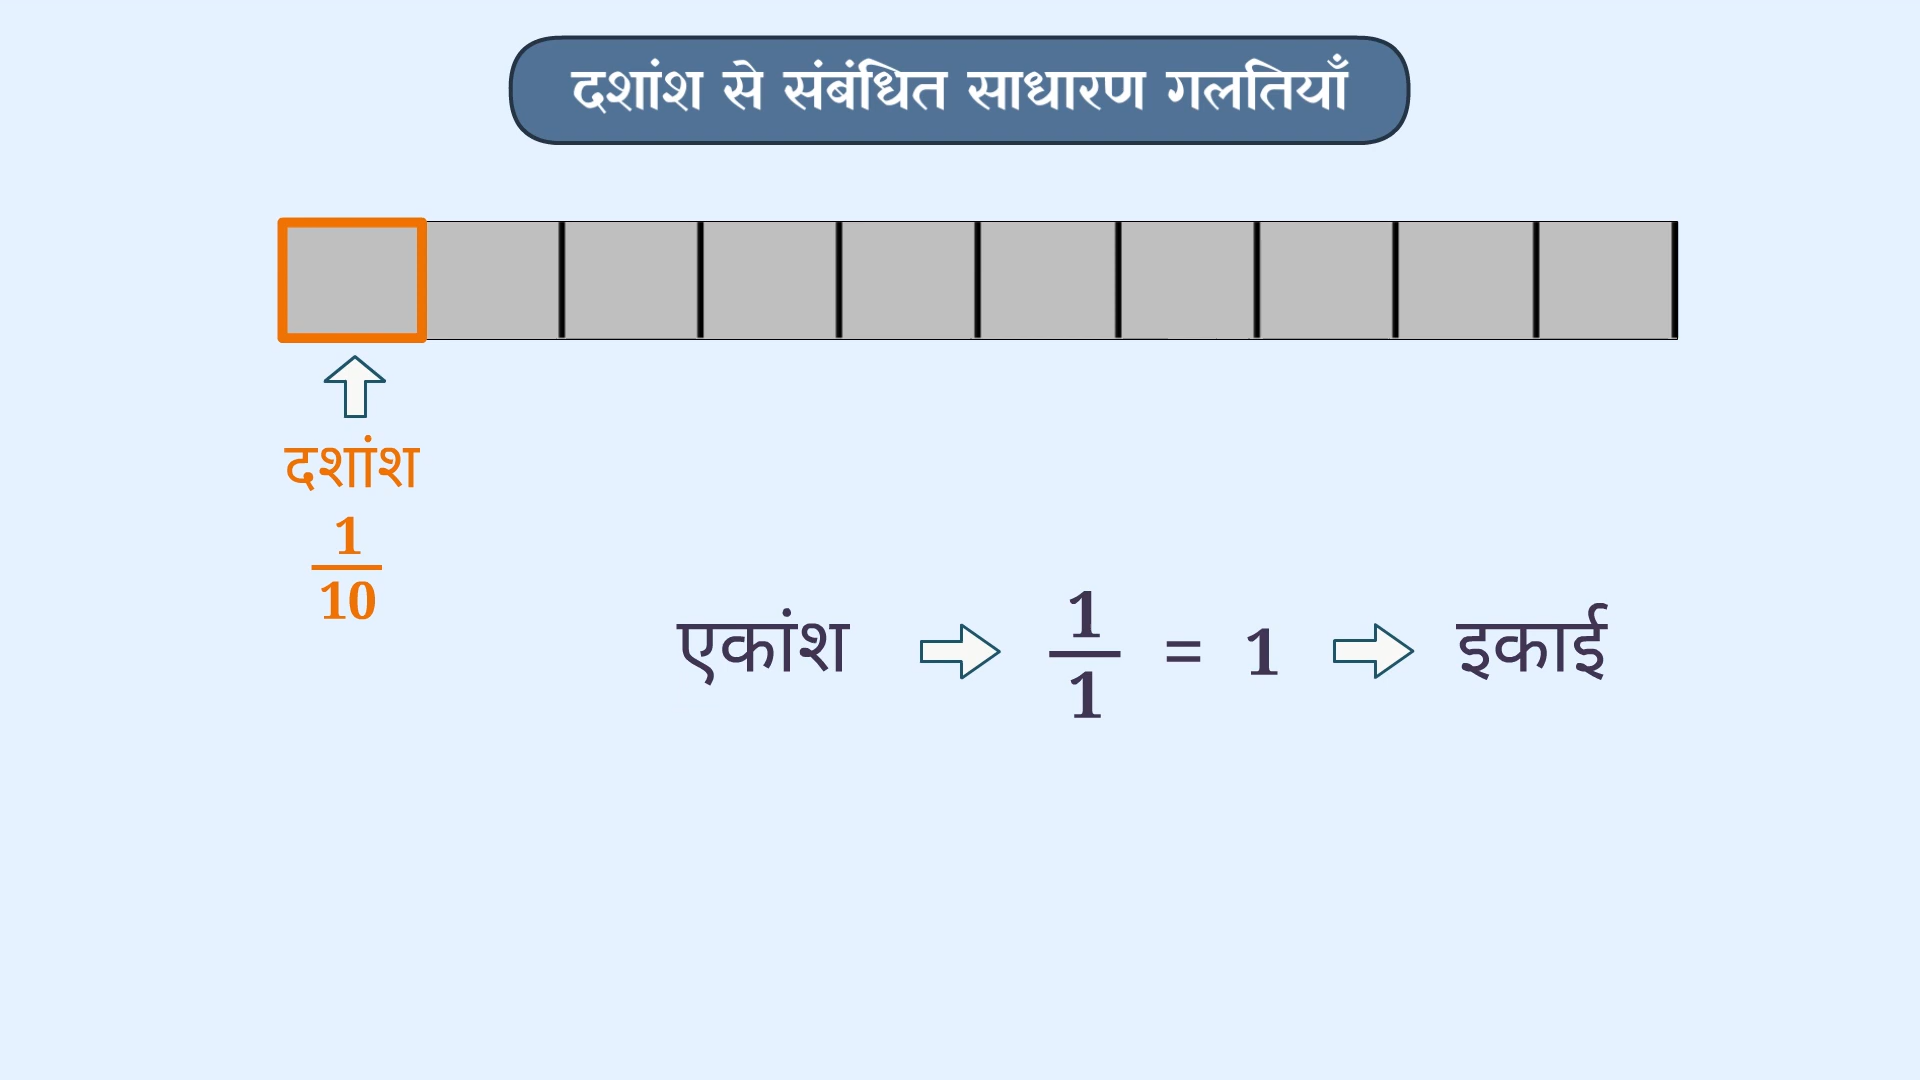 दशांश से संबंधित साधारण गलतियाँ
दशांश
1
10
एकांश 1/1 = 1 इकाई